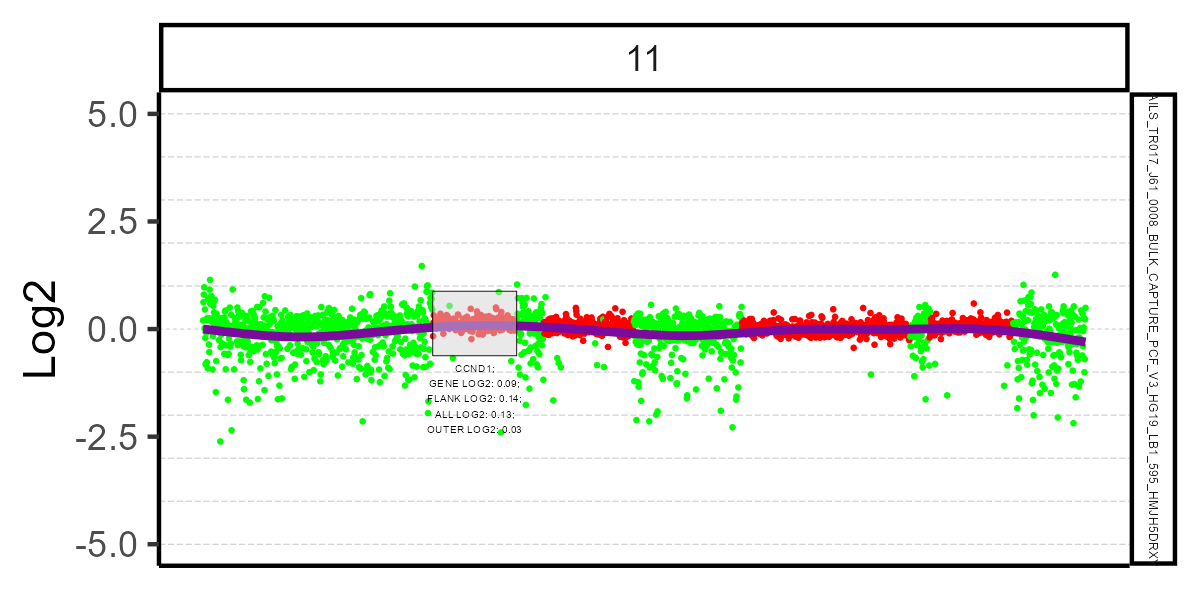 11
5.0
2.5
0.0
-2.5
-5.0
Log2
CCND1;
GENE LOG2: 0.09;
FLANK LOG2: 0.14;
ALL LOG2: 0.13;
OUTER LOG2: 0.03
AILS_TR017_J61_0008_BULK_CAPTURE_PCF_V3_HG19_LB1_595_HMJH5DRXY